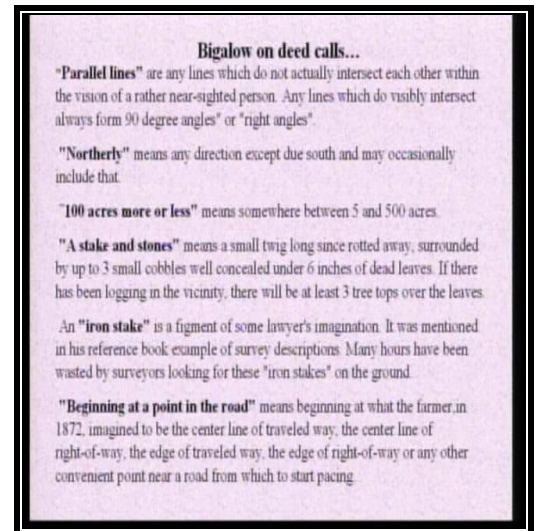 Bigalow on deed calls...
"Parallel lines" are any lines which do not actually intersect each other within
the vision of a rather near-sighted person. Any lines which do visibly intersect
always form 90 degree angles" or "right angles".
"Northerly" means any direction except due south and may occasionally
include that.
"100 acres more or less" means somewhere between 5 and 500 acres.
"A stake and stones" means a small twig long since rotted away, surrounded
by up to 3 small cobbles well concealed under 6 inches of dead leaves. If there
has been logging in the vicinity, there will be at least 3 tree tops over the leaves.
An "iron stake" is a figment of some lawyer's imagination. It was mentioned
in his reference book example of survey descriptions. Many hours have been
wasted by surveyors looking for these "iron stakes" on the ground.
"Beginning at a point in the road" means beginning at what the farmer,in
1872, imagined to be the center line of traveled way, the center line of
right-of-way, the edge of traveled way, the edge of right-of-way or any other
convenient point near a road from which to start pacing.